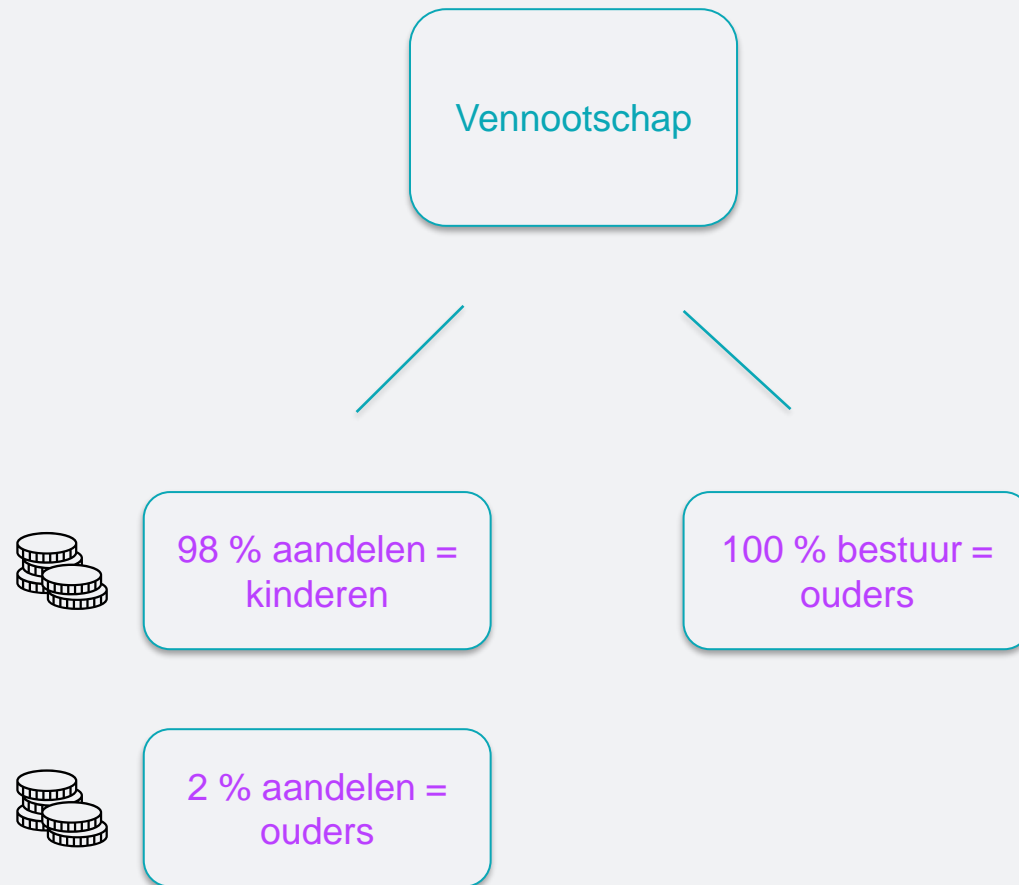 Vennootschap
98 % aandelen =
kinderen
100 % bestuur =
ouders
2 % aandelen =
ouders